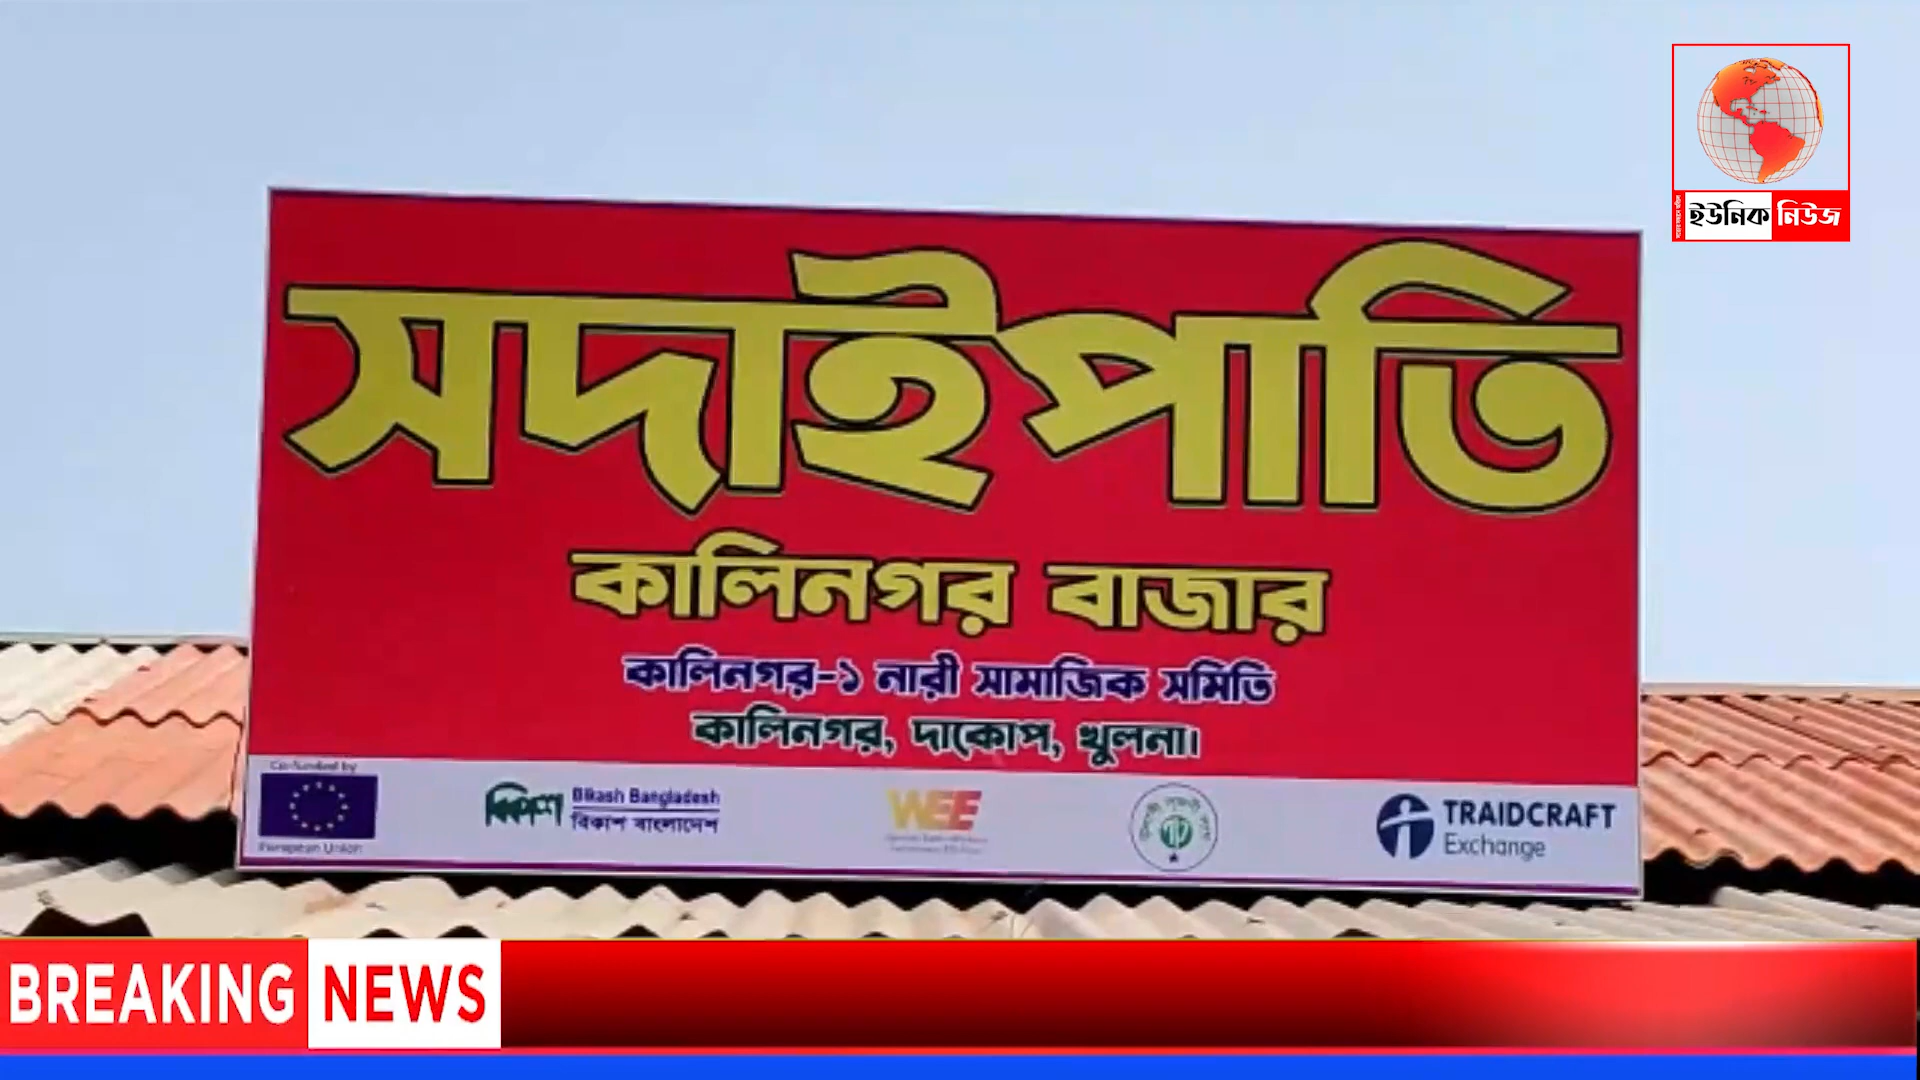 ইউনিক নিউজ
সদাইপাতি
কালিনগর বাজার
কালিনগর-১ নারী সামাজিক সমিতি
কালিনগর, দাকোপ, খুলনা।
Co-funded by
European Union
বিকাশ
Bikash Bangladesh
বিকাশ বাংলাদেশ
WEE
TRAIDCRAFT
Exchange
BREAKING NEWS